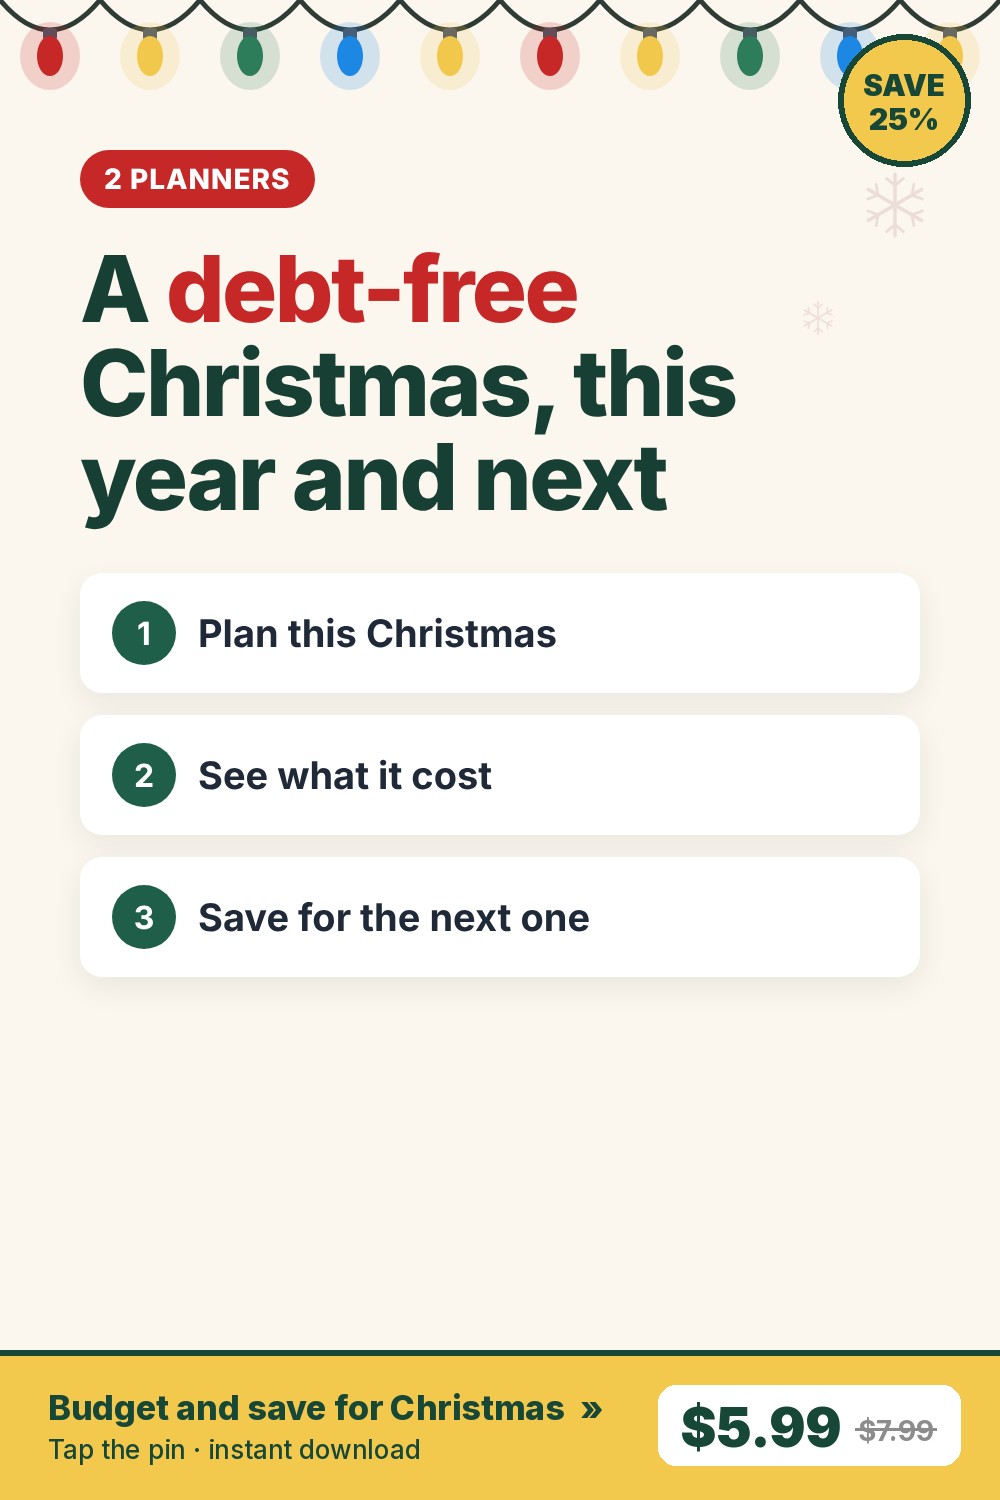 SAVE
25%
2 PLANNERS
A debt-free
Christmas, this
year and next
1 Plan this Christmas
2 See what it cost
3 Save for the next one
Budget and save for Christmas »
Tap the pin · instant download
$5.99 $7.99